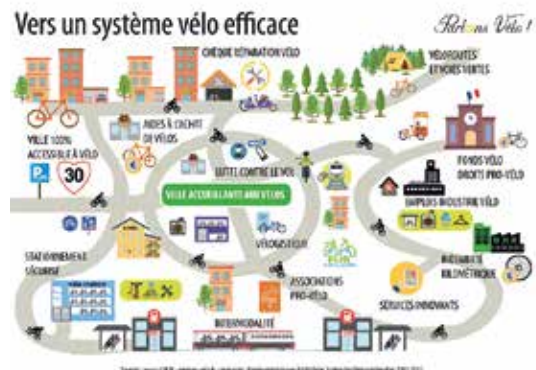 Vers un système vélo efficace
Parlons Vélo !
CHÈQUE RÉPARATION VÉLO
VÉLOROUTES
ET VOIES VERTES
AIDES À L'ACHAT
DE VÉLOS
VILLE 100%
ACCESSIBLE À VÉLO
P
30
LUTTE CONTRE LE VOL
FONDS VÉLO
DROITS PRO-VÉLO
VILLE ACCUEILLANTE AUX VÉLOS
EMPLOIS INDUSTRIE VÉLO
VÉLOGISTIQUE
STATIONNEMENT
SÉCURISÉ
INDEMNITÉ
KILOMÉTRIQUE
ASSOCIATIONS
PRO-VÉLO
SERVICES INNOVANTS
INTERMODALITÉ